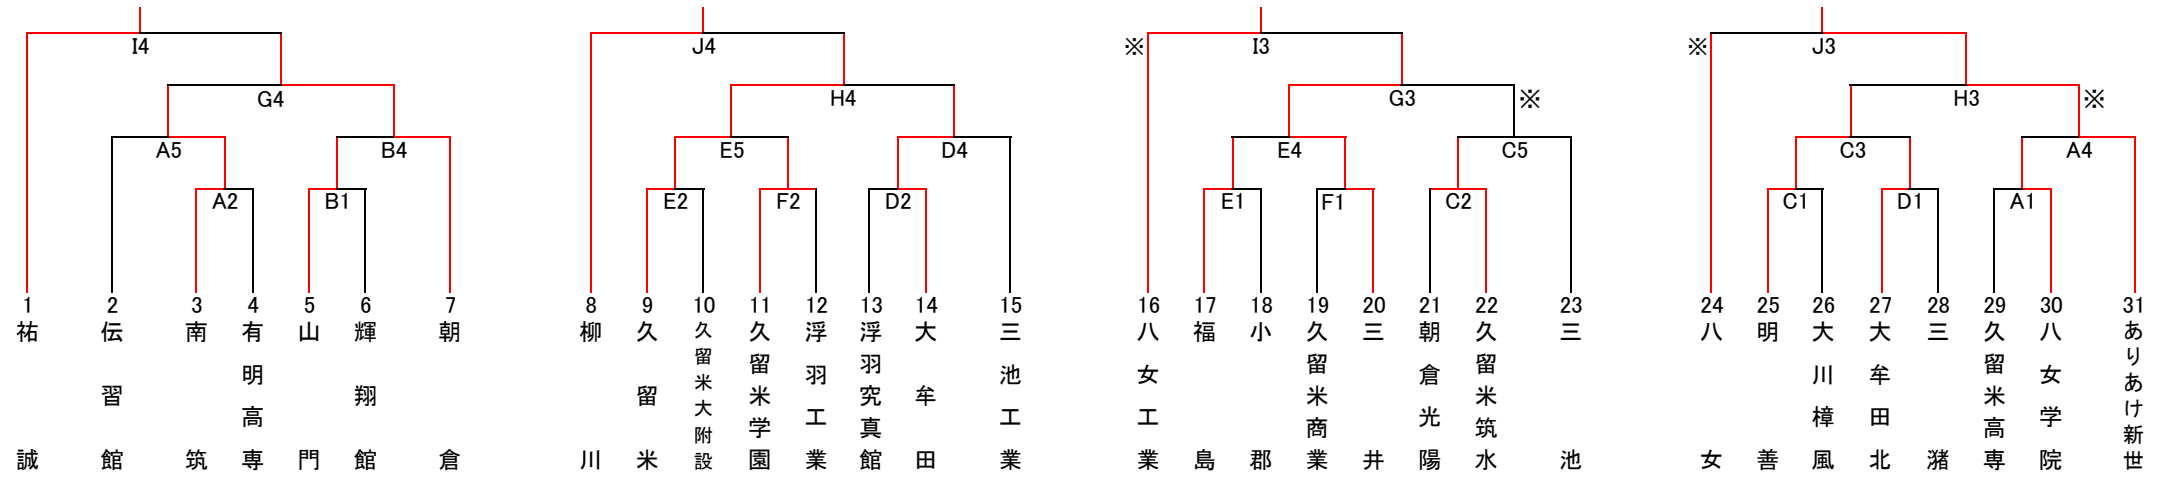 I4 J4 ※ I3 ※ J3
G4 H4 G3 ※ H3 ※
A5 B4 E5 D4 E4 C5 C3 A4
A2 B1 E2 F2 D2 E1 F1 C2 C1 D1 A1
1 2 3 4 5 6 7 8 9 10 11 12 13 14 15 16 17 18 19 20 21 22 23 24 25 26 27 28 29 30 31
祐誠
伝習館
南筑
有明高専
山門
輝翔館
朝倉
柳川
久留米
久留米大附設
久留米学園
浮羽工業
浮羽究真館
大牟田
三池工業
八女工業
福島
小郡
久留米商業
三井
朝倉光陽
久留米筑水
三池
八女
明善
大川樟風
大牟田北
三潴
久留米高専
八女学院
ありあけ新世